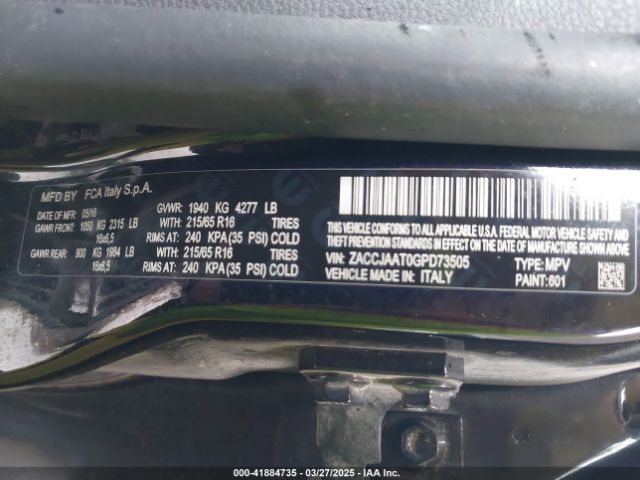 MFD BY FCA Italy S.p.A.
DATE OF MFR 05/16 GVWR: 1940 KG 4277 LB
GAWR FRONT: 1050 KG 2315 LB WITH: 215/65 R16 TIRES
16x6,5 RIMS AT: 240 KPA(35 PSI) COLD
GAWR REAR: 900 KG 1984 LB WITH: 215/65 R16 TIRES
16x6,5 RIMS AT: 240 KPA(35 PSI) COLD
THIS VEHICLE CONFORMS TO ALL APPLICABLE
U.S.A. FEDERAL MOTOR VEHICLE SAFETY
AND THEFT PREVENTION STANDARDS IN
EFFECT ON THE DATE OF MANUFACTURE
VIN: ZACCJAAT0GPD73505 TYPE: MPV
MADE IN: ITALY PAINT: 601
000-41884735 - 03/27/2025 - IAA Inc.